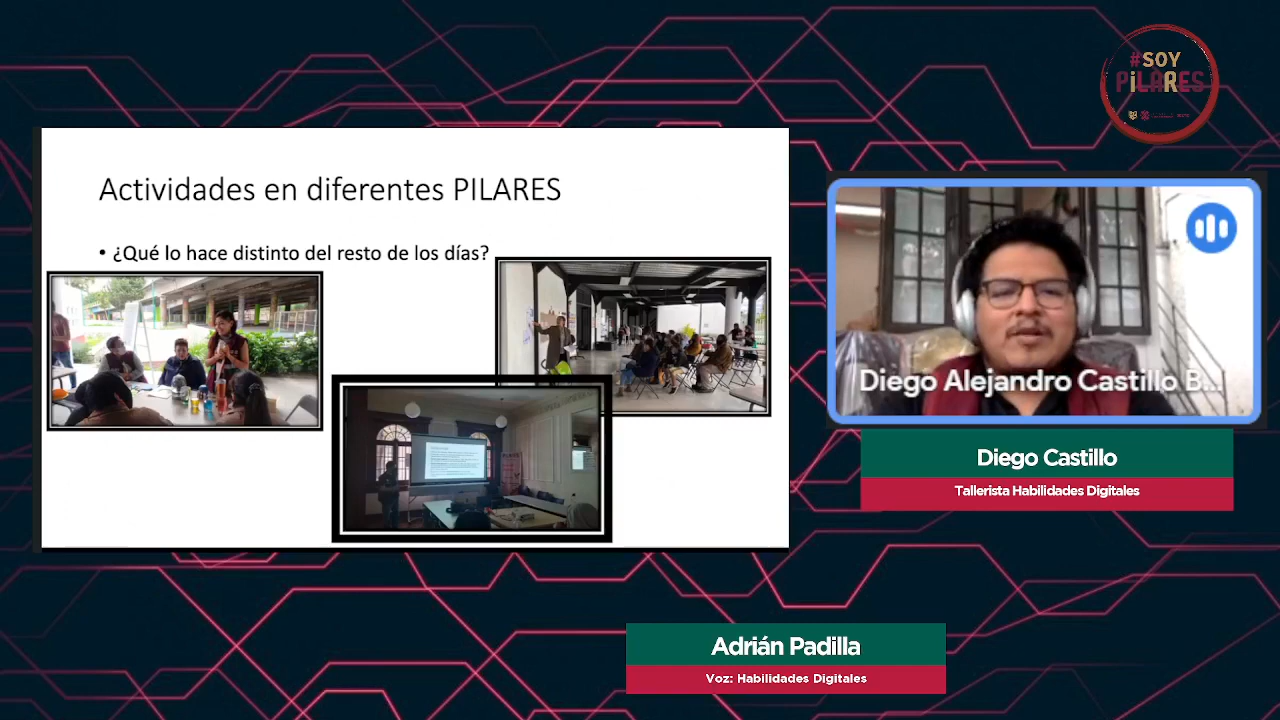 #SOY
PiLARES
Actividades en diferentes PILARES
• ¿Qué lo hace distinto del resto de los días?
Diego Alejandro Castillo B...
Diego Castillo
Tallerista Habilidades Digitales
Adrián Padilla
Voz: Habilidades Digitales